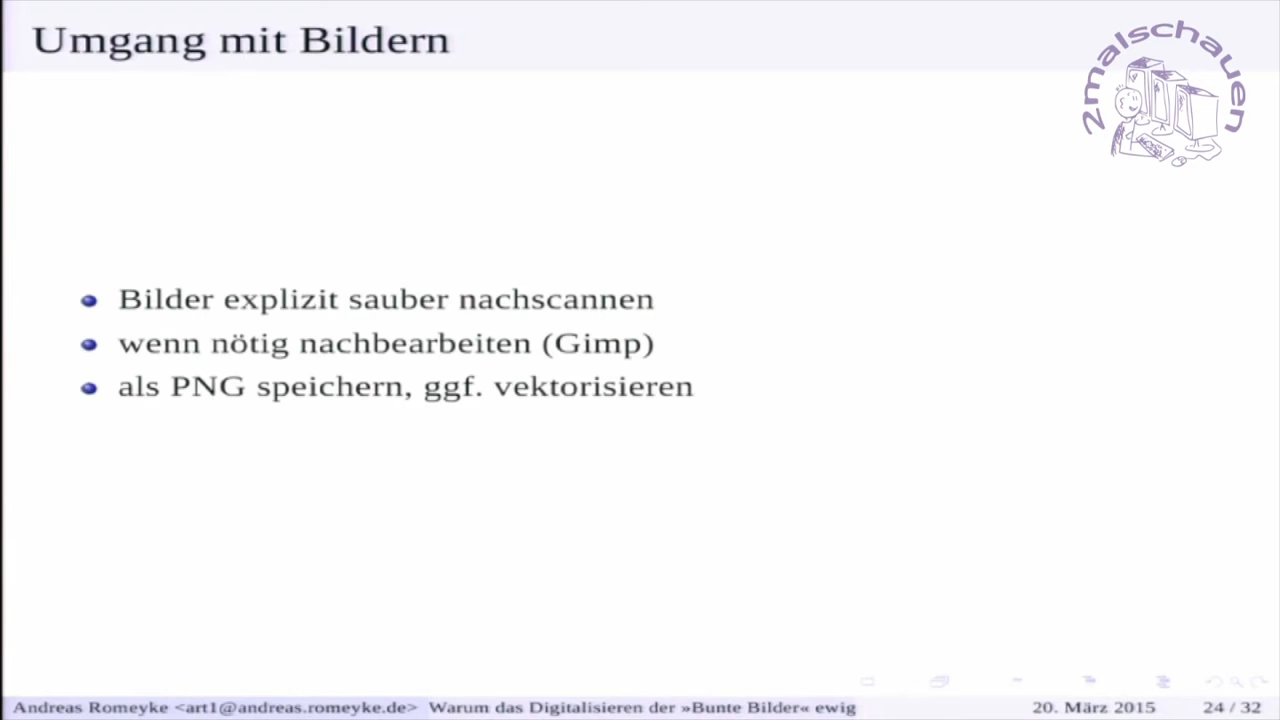 Umgang mit Bildern
2malschauen
Bilder explizit sauber nachscannen
wenn nötig nachbearbeiten (Gimp)
als PNG speichern, ggf. vektorisieren
Andreas Romeyke <art1@andreas.romeyke.de> Warum das Digitalisieren der »Bunte Bilder« ewig 20. März 2015 24 / 32